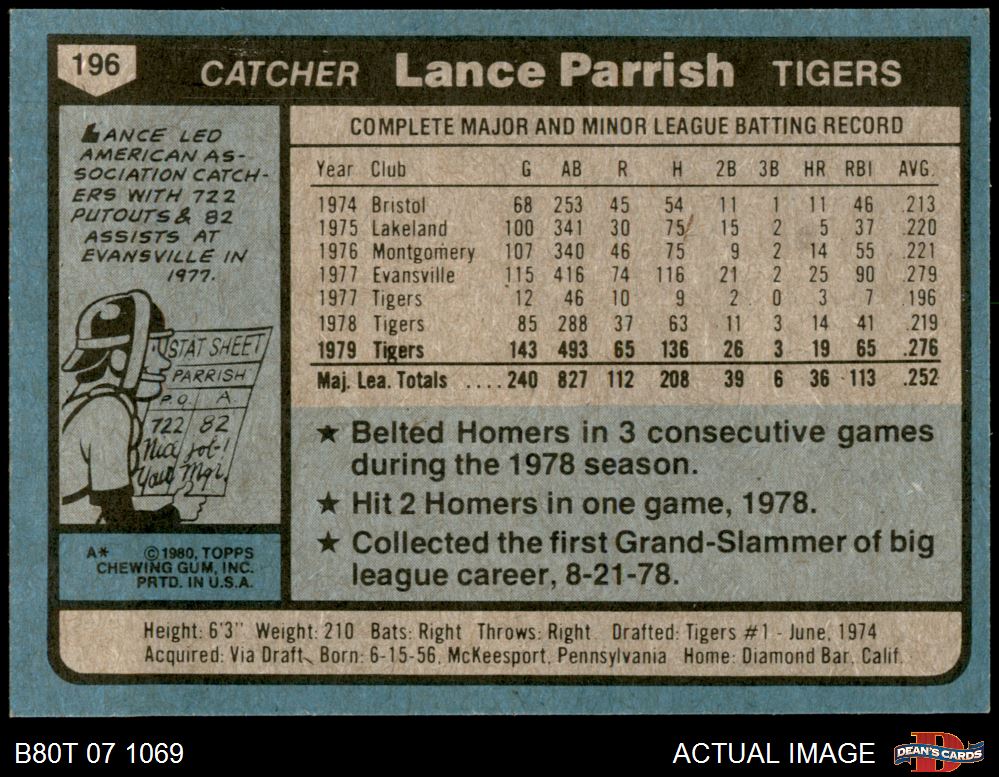 196 CATCHER Lance Parrish TIGERS
LANCE LED
AMERICAN AS-
SOCIATION CATCH-
ERS WITH 722
PUTOUTS & 82
ASSISTS AT
EVANSVILLE IN
1977.
STAT SHEET
PARRISH
P.O. A
722 82
Nice Job!
Your Mgr.
A* © 1980, TOPPS
CHEWING GUM, INC.
PRTD. IN U.S.A.
COMPLETE MAJOR AND MINOR LEAGUE BATTING RECORD
Year Club G AB R H 2B 3B HR RBI AVG.
1974 Bristol 68 253 45 54 11 1 11 46 .213
1975 Lakeland 100 341 30 75 15 2 5 37 .220
1976 Montgomery 107 340 46 75 9 2 14 55 .221
1977 Evansville 115 416 74 116 21 2 25 90 .279
1977 Tigers 12 46 10 9 2 0 3 7 .196
1978 Tigers 85 288 37 63 11 3 14 41 .219
1979 Tigers 143 493 65 136 26 3 19 65 .276
Maj. Lea. Totals .... 240 827 112 208 39 6 36 113 .252
★ Belted Homers in 3 consecutive games
during the 1978 season.
★ Hit 2 Homers in one game, 1978.
★ Collected the first Grand-Slammer of big
league career, 8-21-78.
Height: 6'3" Weight: 210 Bats: Right Throws: Right Drafted: Tigers #1 - June, 1974
Acquired: Via Draft Born: 6-15-56, McKeesport, Pennsylvania Home: Diamond Bar, Calif.
B80T 07 1069 ACTUAL IMAGE DEAN'S CARDS